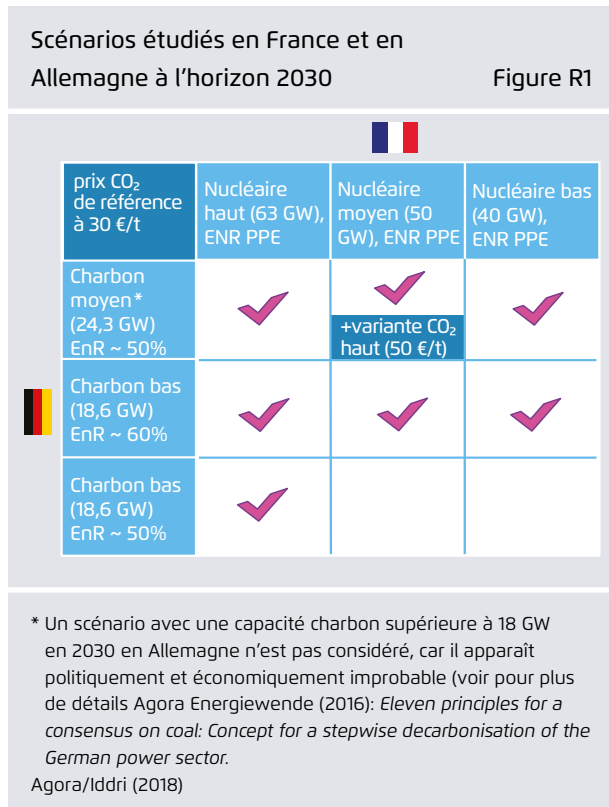 Scénarios étudiés en France et en
Allemagne à l'horizon 2030 Figure R1
prix CO₂
de référence
à 30 €/t
Nucléaire
haut (63 GW),
ENR PPE
Nucléaire
moyen (50
GW), ENR PPE
Nucléaire bas
(40 GW),
ENR PPE
Charbon
moyen*
(24,3 GW)
EnR ~ 50%
+variante CO₂
haut (50 €/t)
Charbon bas
(18,6 GW)
EnR ~ 60%
Charbon bas
(18,6 GW)
EnR ~ 50%
* Un scénario avec une capacité charbon supérieure à 18 GW
en 2030 en Allemagne n'est pas considéré, car il apparaît
politiquement et économiquement improbable (voir pour plus
de détails Agora Energiewende (2016): Eleven principles for a
consensus on coal: Concept for a stepwise decarbonisation of the
German power sector.
Agora/Iddri (2018)